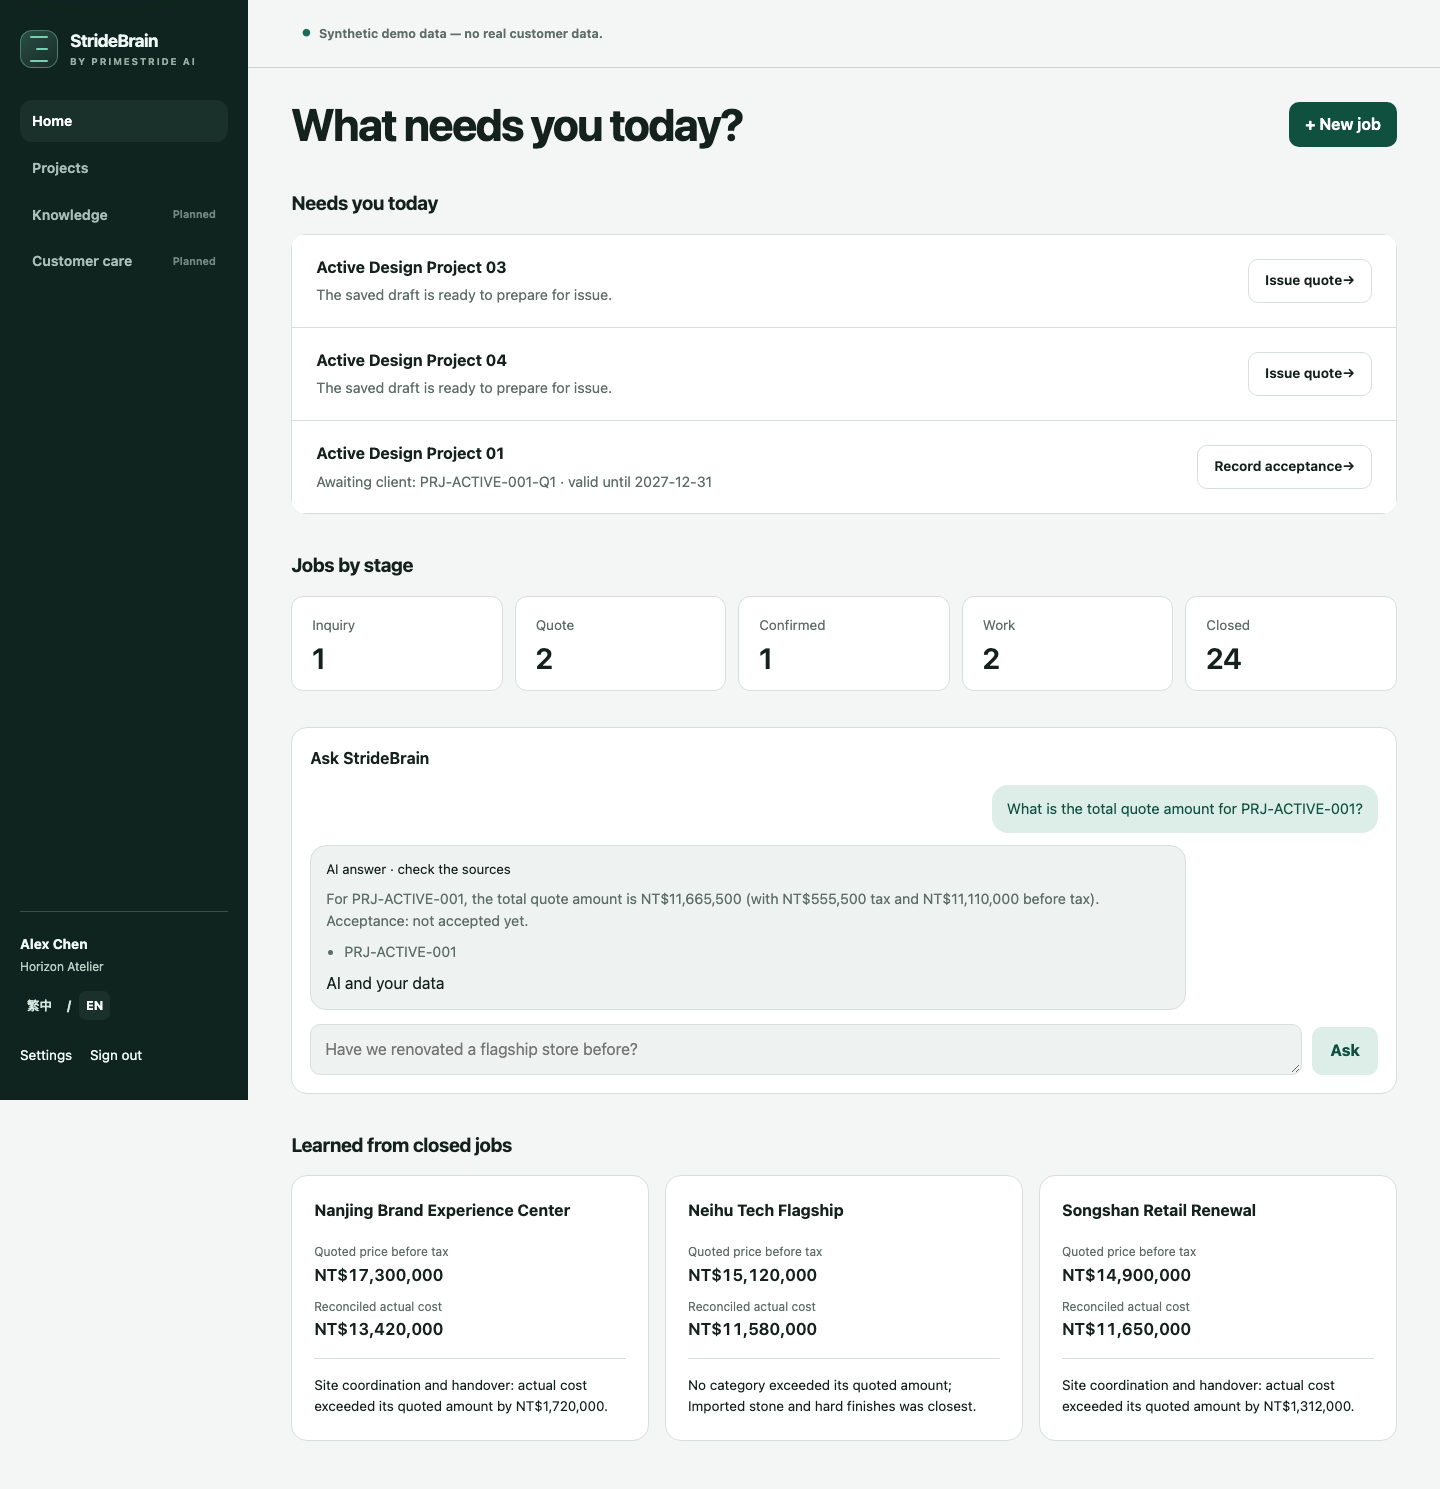 StrideBrain
BY PRIMESTRIDE AI
Home
Projects
Knowledge Planned
Customer care Planned
Alex Chen
Horizon Atelier
繁中 / EN
Settings Sign out
Synthetic demo data — no real customer data.
What needs you today?
+ New job
Needs you today
Active Design Project 03
The saved draft is ready to prepare for issue.
Issue quote→
Active Design Project 04
The saved draft is ready to prepare for issue.
Issue quote→
Active Design Project 01
Awaiting client: PRJ-ACTIVE-001-Q1 · valid until 2027-12-31
Record acceptance→
Jobs by stage
Inquiry
1
Quote
2
Confirmed
1
Work
2
Closed
24
Ask StrideBrain
What is the total quote amount for PRJ-ACTIVE-001?
AI answer · check the sources
For PRJ-ACTIVE-001, the total quote amount is NT$11,665,500 (with NT$555,500 tax and NT$11,110,000 before tax).
Acceptance: not accepted yet.
• PRJ-ACTIVE-001
AI and your data
Have we renovated a flagship store before?
Ask
Learned from closed jobs
Nanjing Brand Experience Center
Quoted price before tax
NT$17,300,000
Reconciled actual cost
NT$13,420,000
Site coordination and handover: actual cost
exceeded its quoted amount by NT$1,720,000.
Neihu Tech Flagship
Quoted price before tax
NT$15,120,000
Reconciled actual cost
NT$11,580,000
No category exceeded its quoted amount;
Imported stone and hard finishes was closest.
Songshan Retail Renewal
Quoted price before tax
NT$14,900,000
Reconciled actual cost
NT$11,650,000
Site coordination and handover: actual cost
exceeded its quoted amount by NT$1,312,000.